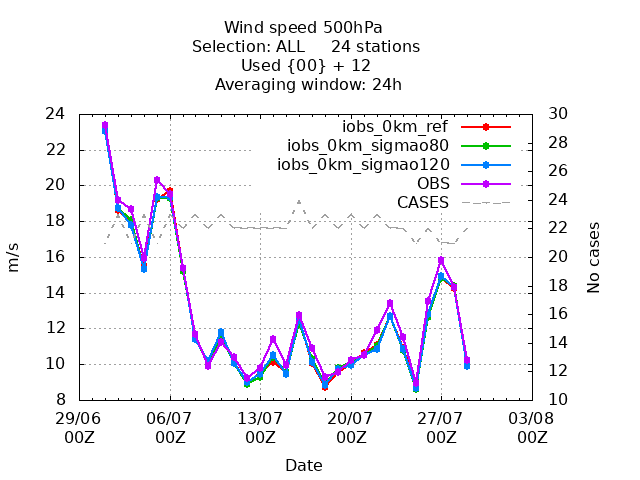 Wind speed 500hPa
Selection: ALL     24 stations
Used {00} + 12
Averaging window: 24h
24
22
20
18
16
14
12
10
8
m/s
30
28
26
24
22
20
18
16
14
12
10
No cases
iobs_0km_ref
iobs_0km_sigmao80
iobs_0km_sigmao120
OBS
CASES
29/06 06/07 13/07 20/07 27/07 03/08
00Z 00Z 00Z 00Z 00Z 00Z
Date